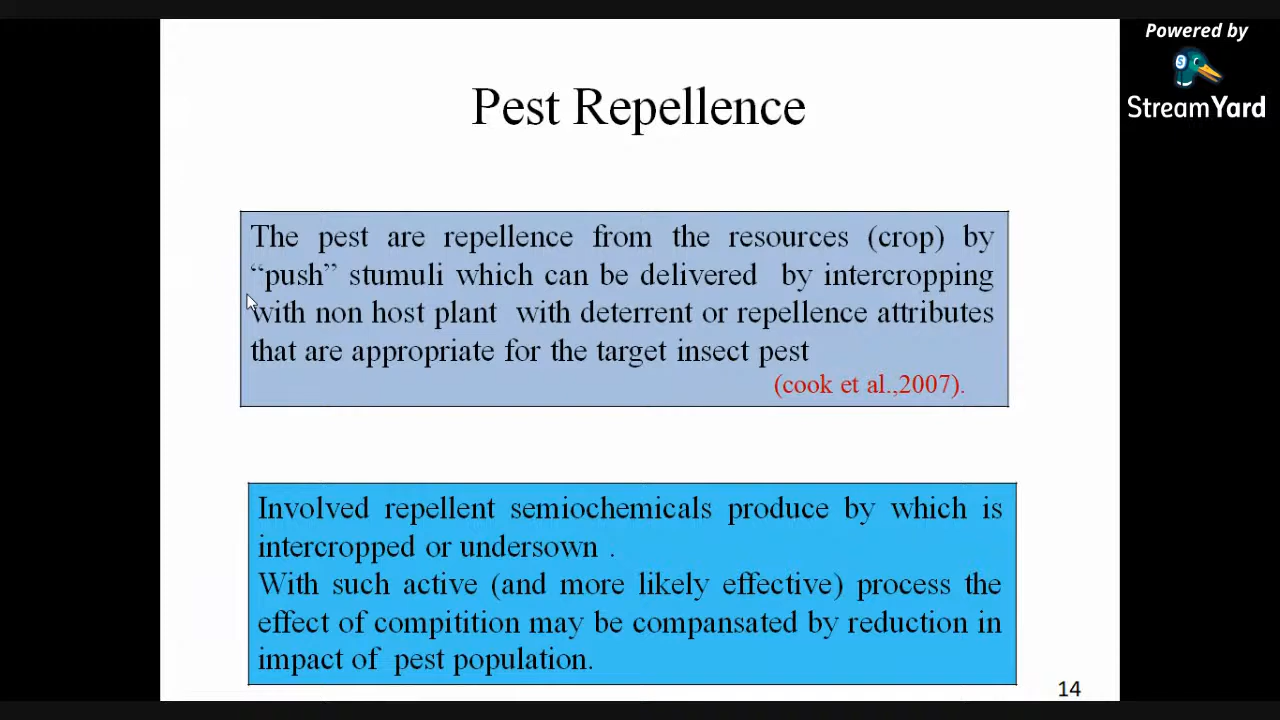 Powered by
StreamYard
Pest Repellence
The pest are repellence from the resources (crop) by
“push” stumuli which can be delivered by intercropping
with non host plant with deterrent or repellence attributes
that are appropriate for the target insect pest
(cook et al.,2007).
Involved repellent semiochemicals produce by which is
intercropped or undersown .
With such active (and more likely effective) process the
effect of compitition may be compansated by reduction in
impact of pest population.
14